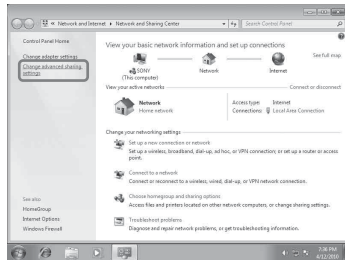 « Network and Internet ▸ Network and Sharing Center
Search Control Panel
Control Panel Home
Change adapter settings
Change advanced sharing
settings
View your basic network information and set up connections
See full map
SONY
(This computer)
Network
Internet
View your active networks
Connect or disconnect
Network
Home network
Access type: Internet
Connections: Local Area Connection
Change your networking settings
Set up a new connection or network
Set up a wireless, broadband, dial-up, ad hoc, or VPN connection; or set up a router or access
point.
Connect to a network
Connect or reconnect to a wireless, wired, dial-up, or VPN network connection.
Choose homegroup and sharing options
Access files and printers located on other network computers, or change sharing settings.
Troubleshoot problems
Diagnose and repair network problems, or get troubleshooting information.
See also
HomeGroup
Internet Options
Windows Firewall
7:36 PM
4/12/2010